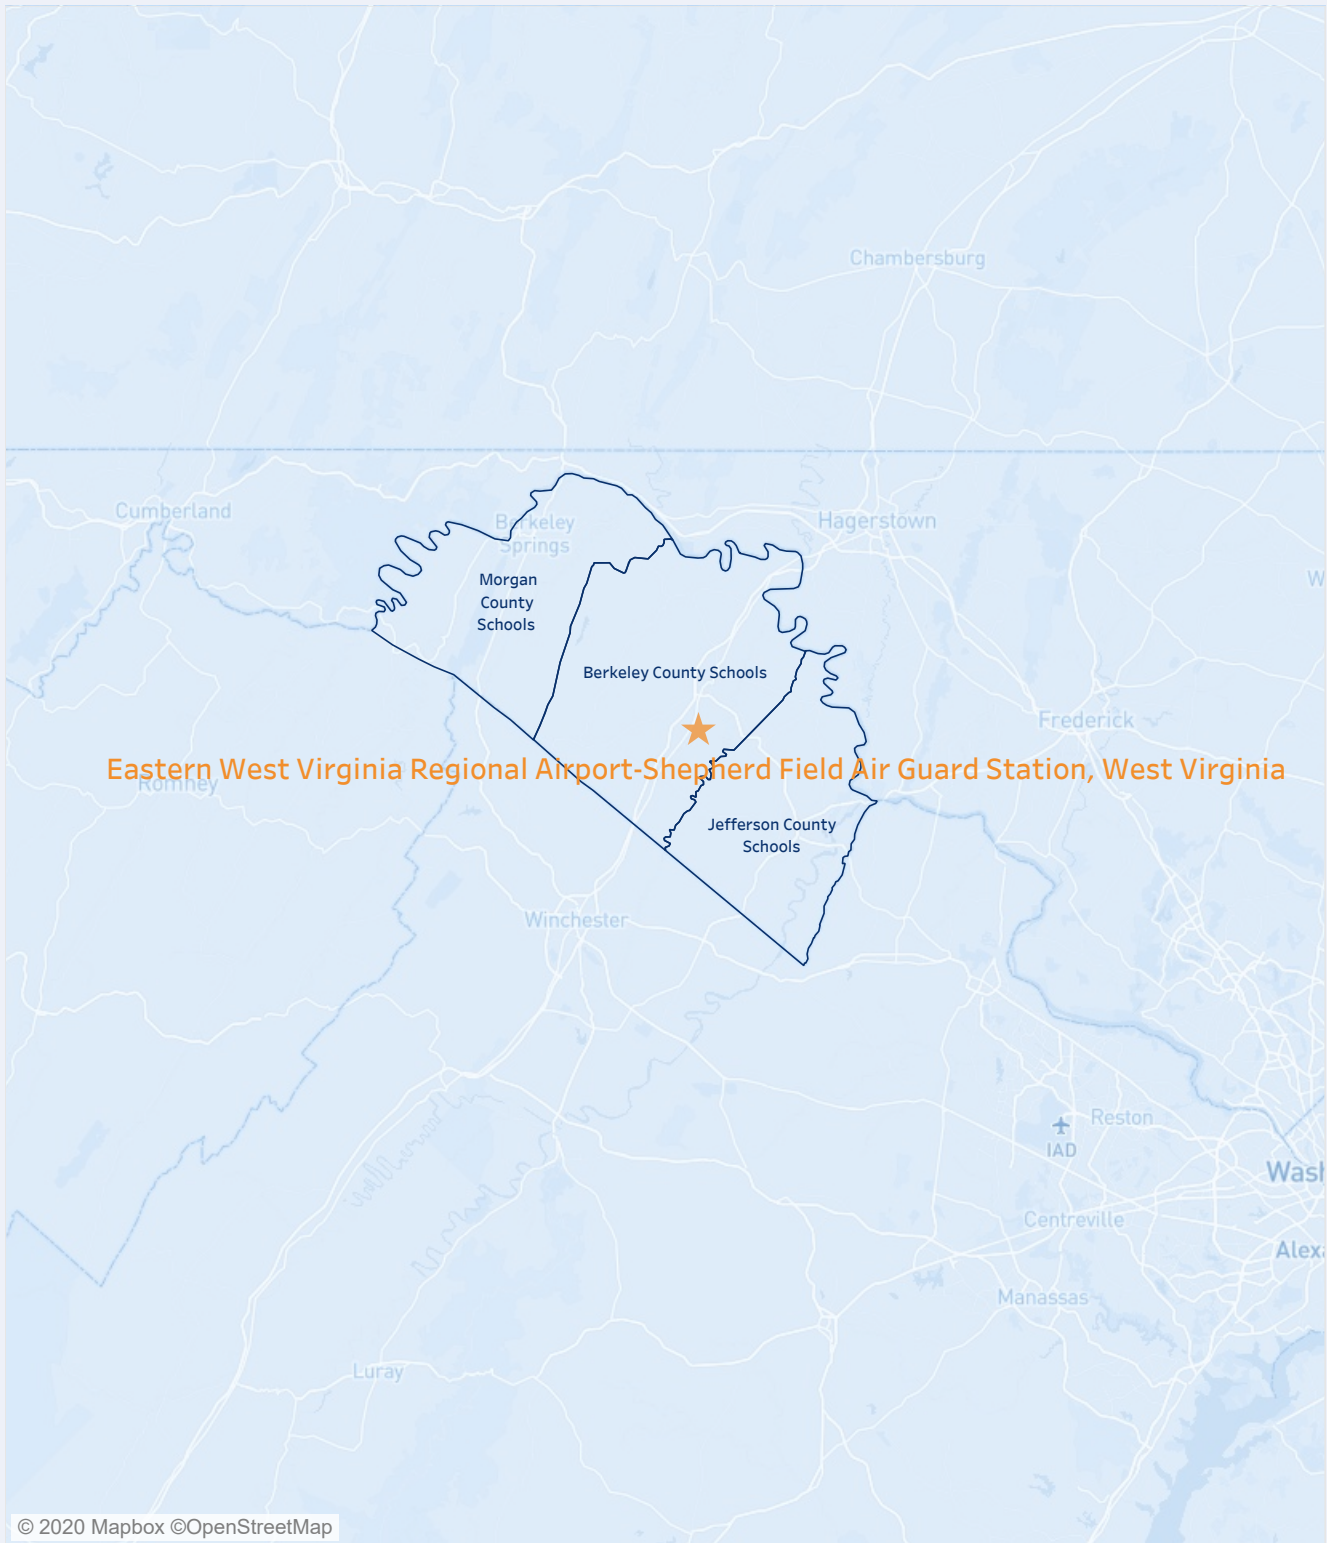 Chambersburg
Cumberland
Berkeley
Springs
Hagerstown
Morgan
County
Schools
Berkeley County Schools
Frederick
Eastern West Virginia Regional Airport-Shepherd Field Air Guard Station, West Virginia
Romney
Jefferson County
Schools
Winchester
Reston
IAD
Wash
Centreville
Alexa
Manassas
Luray
© 2020 Mapbox ©OpenStreetMap